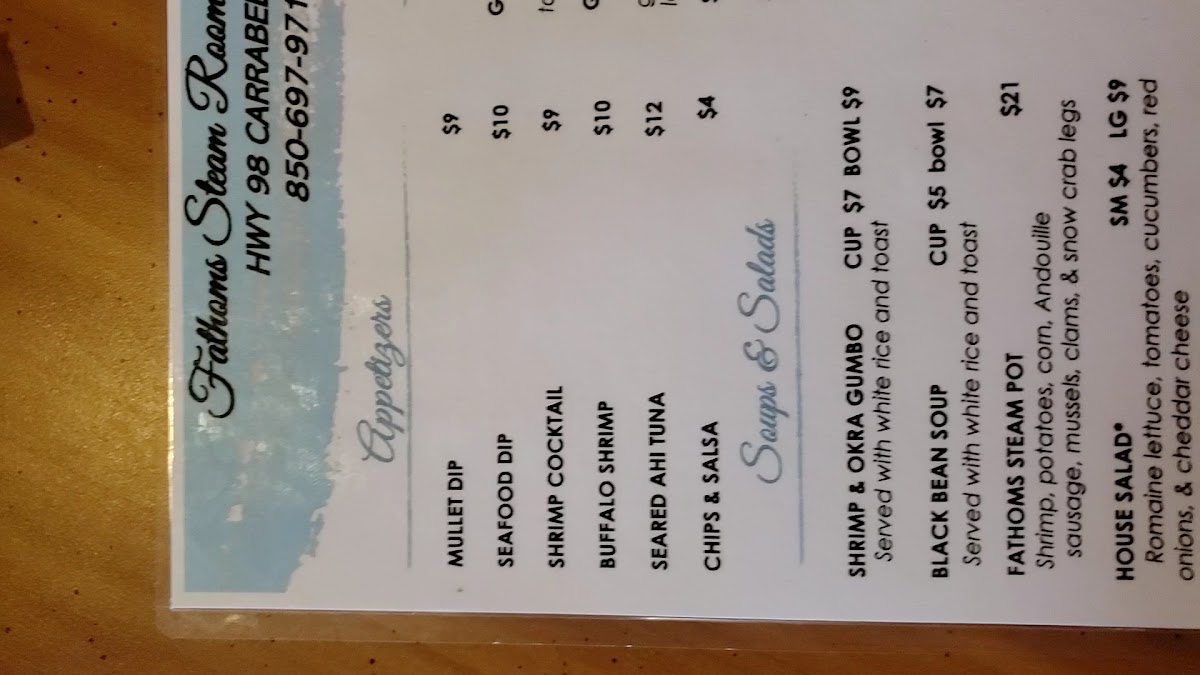 Fathoms Steam Room
HWY 98
850-697-971
Appetizers
MULLET DIP $9
SEAFOOD DIP $10
SHRIMP COCKTAIL $9
BUFFALO SHRIMP $10
SEARED AHI TUNA $12
CHIPS & SALSA $4
Soups & Salads
SHRIMP & OKRA GUMBO CUP $7 BOWL $9
Served with white rice and toast
BLACK BEAN SOUP CUP $5 bowl $7
Served with white rice and toast
FATHOMS STEAM POT $21
Shrimp, potatoes, corn, Andouille
sausage, mussels, clams, & snow crab legs
HOUSE SALAD* SM $4 LG $9
Romaine lettuce, tomatoes, cucumbers, red
onions, & cheddar cheese